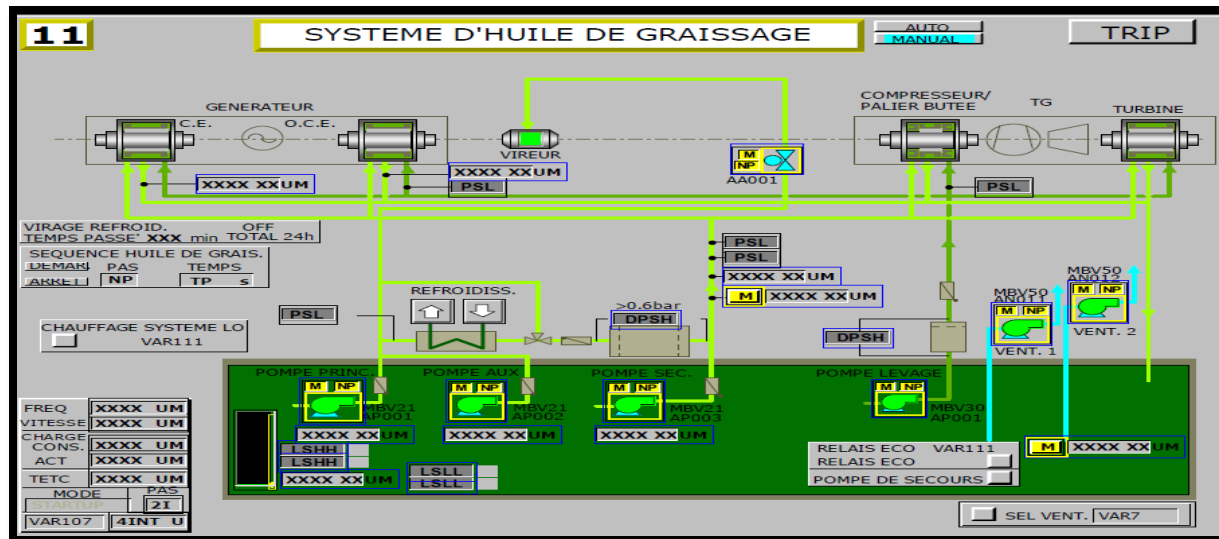 11
SYSTEME D'HUILE DE GRAISSAGE
AUTO
MANUAL
TRIP
GENERATEUR
C.E.
O.C.E.
VIREUR
COMPRESSEUR/
PALIER BUTEE
TG
TURBINE
M
NP
AA001
XXXX XXUM
XXXX XXUM
PSL
PSL
VIRAGE REFROID. OFF
TEMPS PASSE' XXX min TOTAL 24h
SEQUENCE HUILE DE GRAIS.
DEMAR PAS TEMPS
ARRET NP TP s
PSL
PSL
XXXX XXUM
M XXXX XXUM
REFROIDISS.
PSL
>0.6bar
DPSH
DPSH
CHAUFFAGE SYSTEME LO
VAR111
MBV50
AN011
M NP
VENT. 1
MBV50
AN012
M NP
VENT. 2
POMPE PRINC.
M NP
MBV21
AP001
XXXX XXUM
LSHH
LSHH
XXXX XXUM
POMPE AUX
M NP
MBV21
AP002
XXXX XXUM
LSLL
LSLL
POMPE SEC.
M NP
MBV21
AP003
XXXX XXUM
POMPE LEVAGE
M NP
MBV30
AP001
RELAIS ECO VAR111
RELAIS ECO
POMPE DE SECOURS
M XXXX XXUM
FREQ XXXX UM
VITESSE XXXX UM
CHARGE
CONS. XXXX UM
ACT XXXX UM
TETC XXXX UM
MODE PAS
STARTUP 2I
VAR107 4INT U
SEL VENT. VAR7